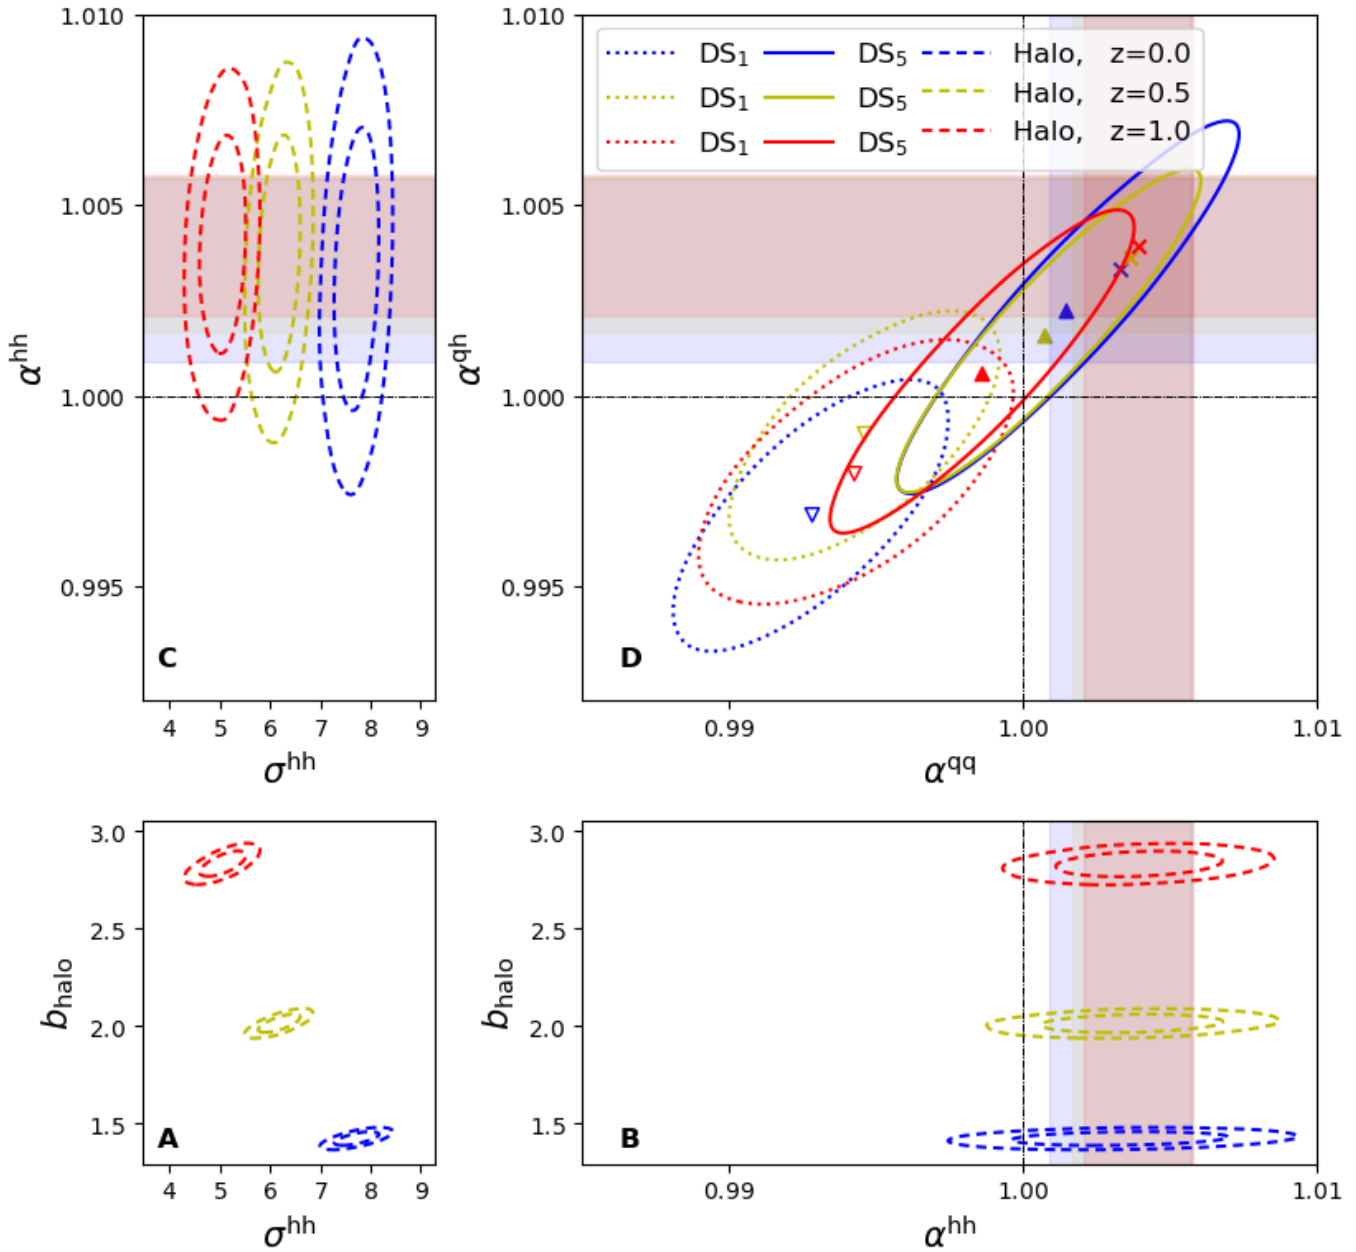 1.010
1.005
1.000
0.995
α^hh
C
4 5 6 7 8 9
σ^hh
DS₁ DS₅ Halo, z=0.0
DS₁ DS₅ Halo, z=0.5
DS₁ DS₅ Halo, z=1.0
1.010
1.005
1.000
0.995
α^qh
D
0.99 1.00 1.01
α^qq
3.0
2.5
2.0
1.5
b_halo
A
4 5 6 7 8 9
σ^hh
3.0
2.5
2.0
1.5
b_halo
B
0.99 1.00 1.01
α^hh